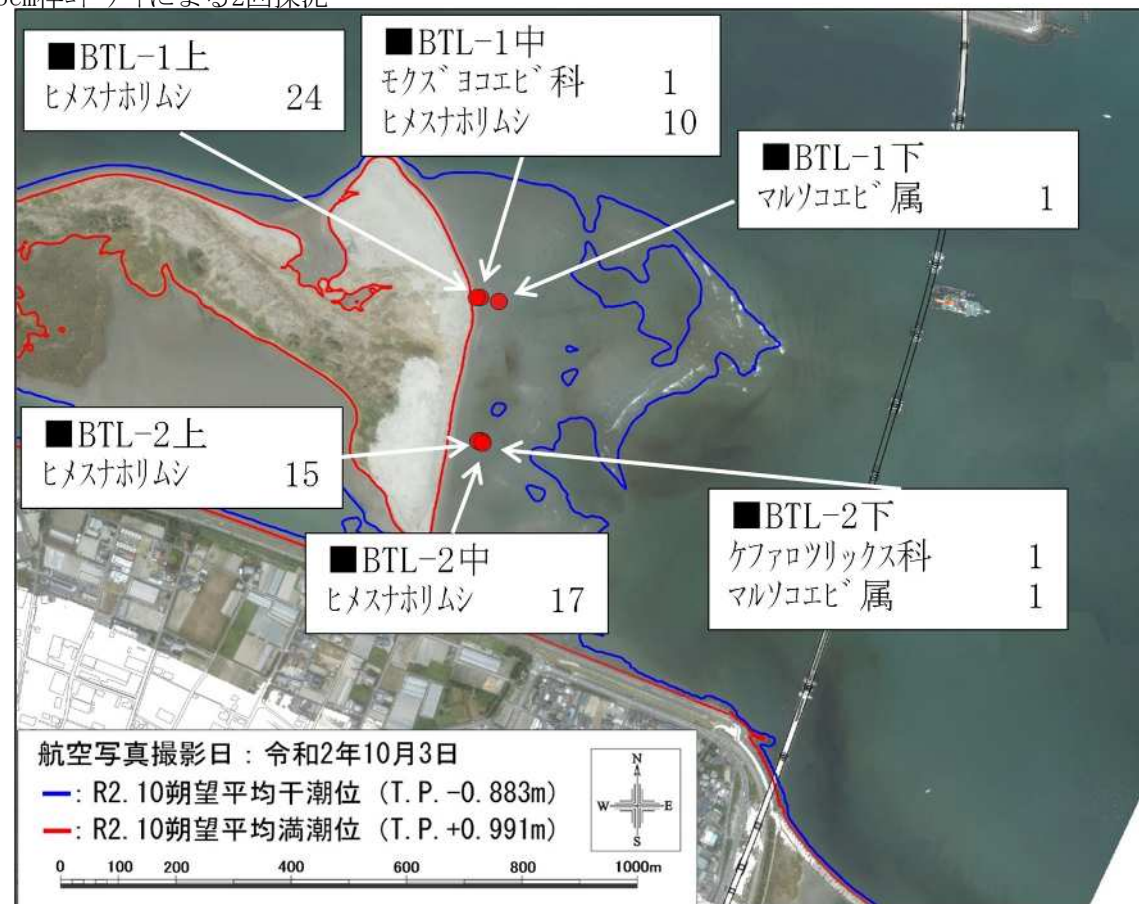 ■BTL-1上
ヒメスナホリムシ 24
■BTL-1中
モクズヨコエビ科 1
ヒメスナホリムシ 10
■BTL-1下
マルソコエビ属 1
■BTL-2上
ヒメスナホリムシ 15
■BTL-2中
ヒメスナホリムシ 17
■BTL-2下
ケファロツリックス科 1
マルソコエビ属 1
航空写真撮影日：令和2年10月3日
━：R2.10朔望平均干潮位（T.P.-0.883m）
━：R2.10朔望平均満潮位（T.P.+0.991m）
N
W E
S
0 100 200 400 600 800 1000m